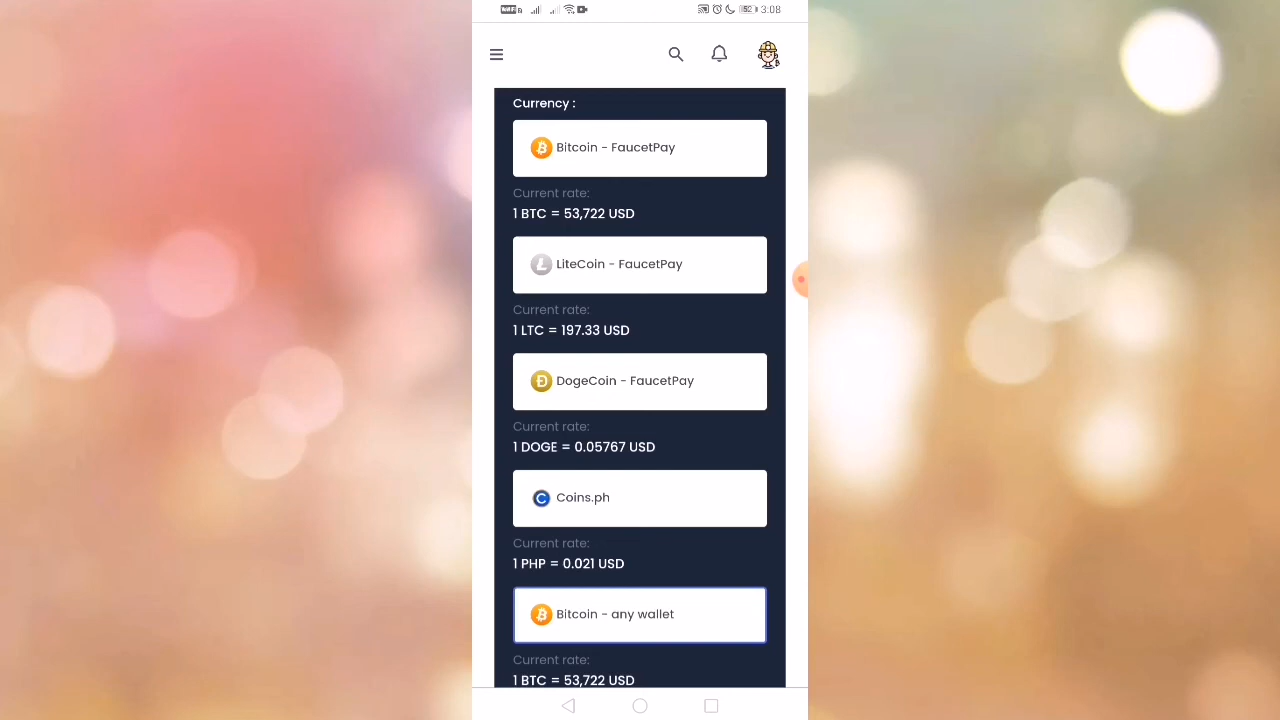 52 3:08
Currency :
Bitcoin - FaucetPay
Current rate:
1 BTC = 53,722 USD
LiteCoin - FaucetPay
Current rate:
1 LTC = 197.33 USD
DogeCoin - FaucetPay
Current rate:
1 DOGE = 0.05767 USD
Coins.ph
Current rate:
1 PHP = 0.021 USD
Bitcoin - any wallet
Current rate:
1 BTC = 53,722 USD